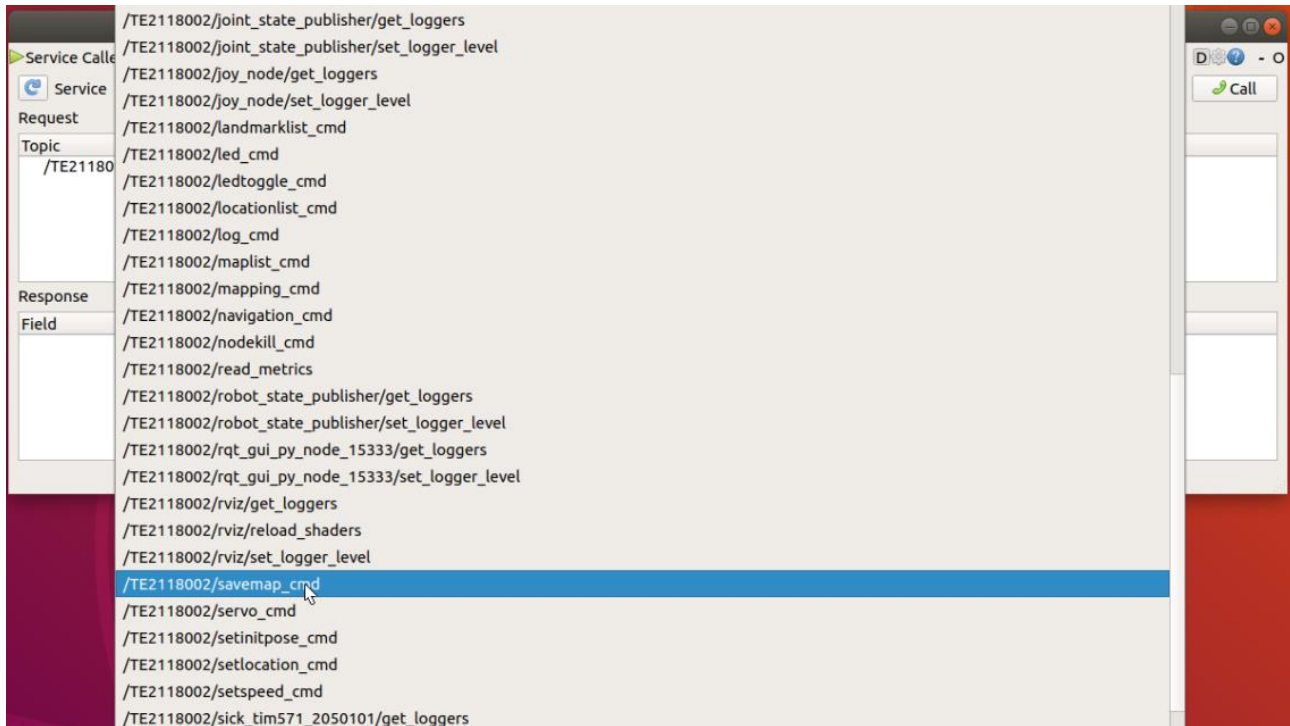 /TE2118002/joint_state_publisher/get_loggers
/TE2118002/joint_state_publisher/set_logger_level
Service Calle
D - O
/TE2118002/joy_node/get_loggers
Service
Call
/TE2118002/joy_node/set_logger_level
Request
/TE2118002/landmarklist_cmd
Topic
/TE2118002/led_cmd
/TE21180
/TE2118002/ledtoggle_cmd
/TE2118002/locationlist_cmd
/TE2118002/log_cmd
/TE2118002/maplist_cmd
Response
/TE2118002/mapping_cmd
Field
/TE2118002/navigation_cmd
/TE2118002/nodekill_cmd
/TE2118002/read_metrics
/TE2118002/robot_state_publisher/get_loggers
/TE2118002/robot_state_publisher/set_logger_level
/TE2118002/rqt_gui_py_node_15333/get_loggers
/TE2118002/rqt_gui_py_node_15333/set_logger_level
/TE2118002/rviz/get_loggers
/TE2118002/rviz/reload_shaders
/TE2118002/rviz/set_logger_level
/TE2118002/savemap_cmd
/TE2118002/servo_cmd
/TE2118002/setinitpose_cmd
/TE2118002/setlocation_cmd
/TE2118002/setspeed_cmd
/TE2118002/sick_tim571_2050101/get_loggers